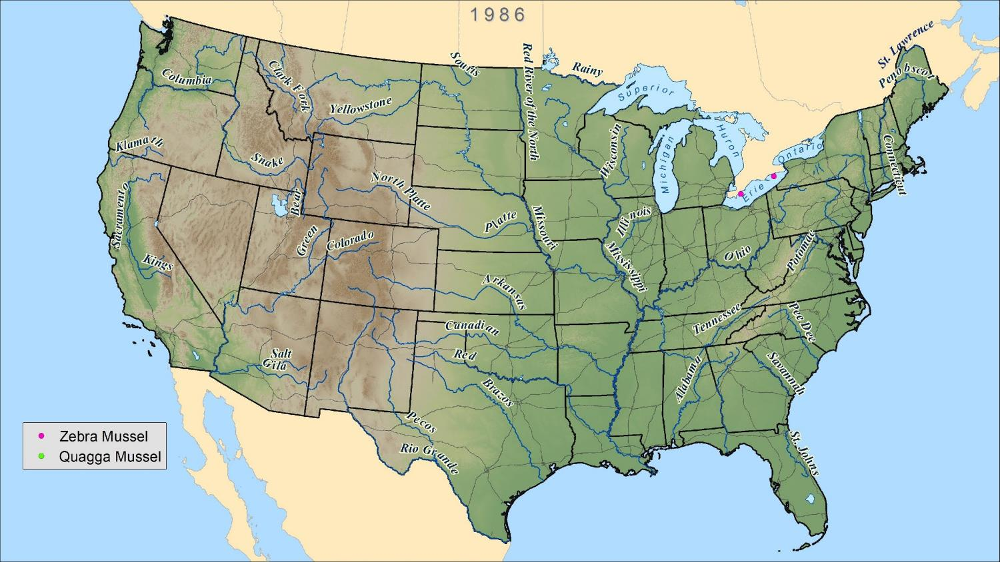 1986
St. Lawrence
Souris
Red River of the North
Rainy
Penobscot
Columbia
Clark Fork
Superior
Yellowstone
Huron
Klamath
Wisconsin
Michigan
Ontario
Connecticut
Snake
North Platte
Erie
Sacramento
Bear
Missouri
Illinois
Platte
Green
Colorado
Mississippi
Ohio
Potomac
Kings
Arkansas
Tennessee
Pee Dee
Canadian
Salt
Gila
Red
Alabama
Savannah
Brazos
Pecos
Rio Grande
St. Johns
Zebra Mussel
Quagga Mussel